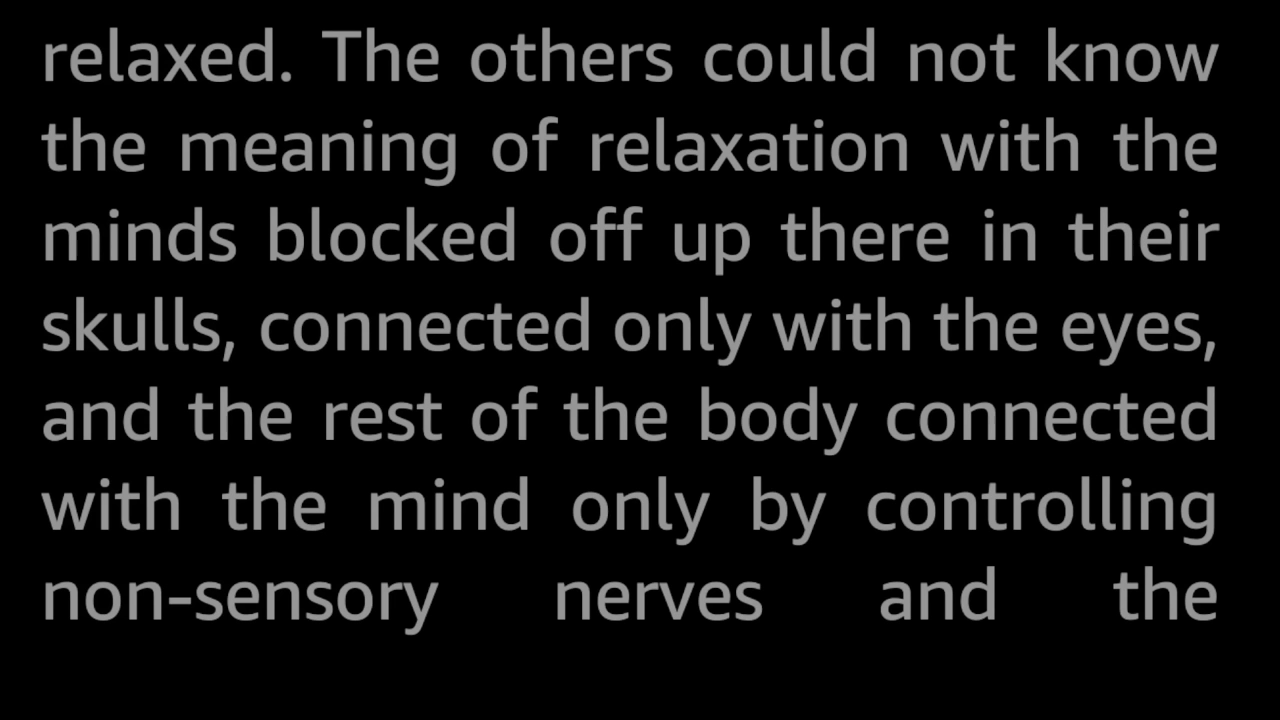 relaxed. The others could not know
the meaning of relaxation with the
minds blocked off up there in their
skulls, connected only with the eyes,
and the rest of the body connected
with the mind only by controlling
non-sensory nerves and the